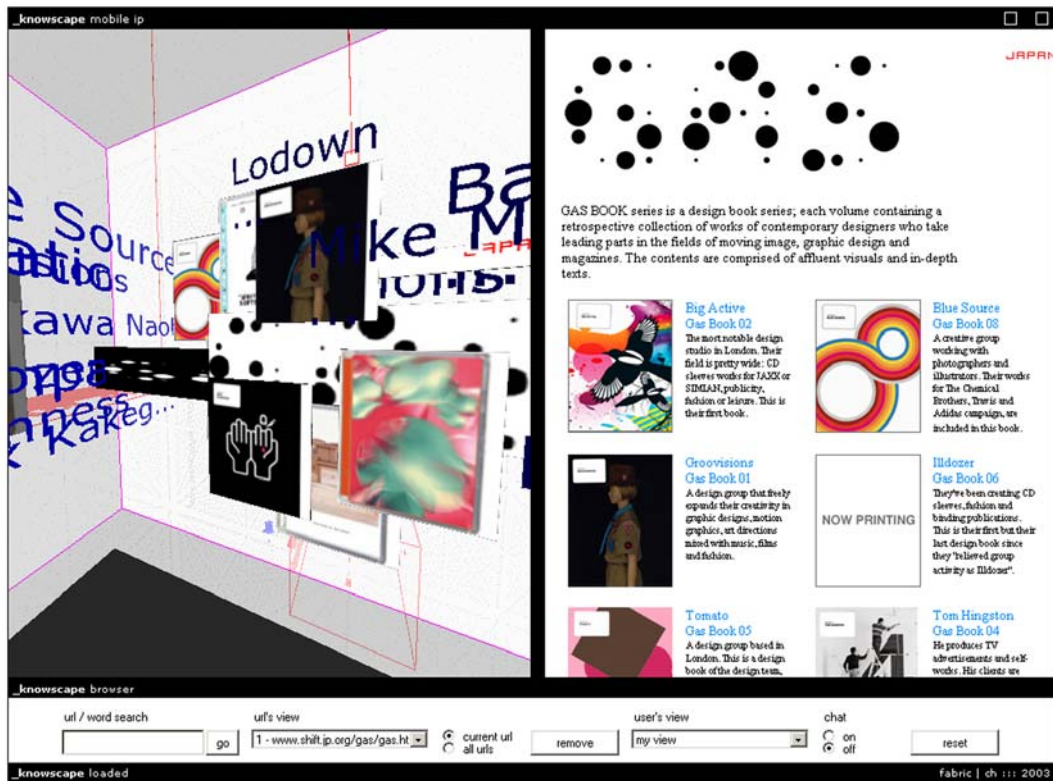 _knowscape mobile ip
Lodown
Ba
Mike M
JAPA
e Source
atic
kawa Naoh
ness
k Kakeg...
JAPAN
GAS
GAS BOOK series is a design book series; each volume containing a
retrospective collection of works of contemporary designers who take
leading parts in the fields of moving image, graphic design and
magazines. The contents are comprised of affluent visuals and in-depth
texts.
Big Active
Gas Book 02
The most notable design
studio in London. Their
field is pretty wide: CD
sleeves works for JAXX or
SIMIAN, publicity,
fashion or leisure. This is
their first book.
Blue Source
Gas Book 08
A creative group
working with
photographers and
illustrators. Their works
for The Chemical
Brothers, Travis and
Adidas campaign, are
included in this book.
Groovisions
Gas Book 01
A design group that freely
expands their creativity in
graphic designs, motion
graphics, art directions
mixed with music, films
and fashion.
NOW PRINTING
Illdozer
Gas Book 06
They've been creating CD
sleeves, fashion and
binding publications.
This is their first but their
last design book since
they "relieved group
activity as Illdozer".
Tomato
Gas Book 05
A design group based in
London. This is a design
book of the design team,
Tom Hingston
Gas Book 04
He produces TV
advertisements and self-
works. His clients are
_knowscape browser
url / word search
go
url's view
1 - www.shift.jp.org/gas/gas.ht
current url
all urls
remove
user's view
my view
chat
on
off
reset
_knowscape loaded
fabric | ch ::: 2003